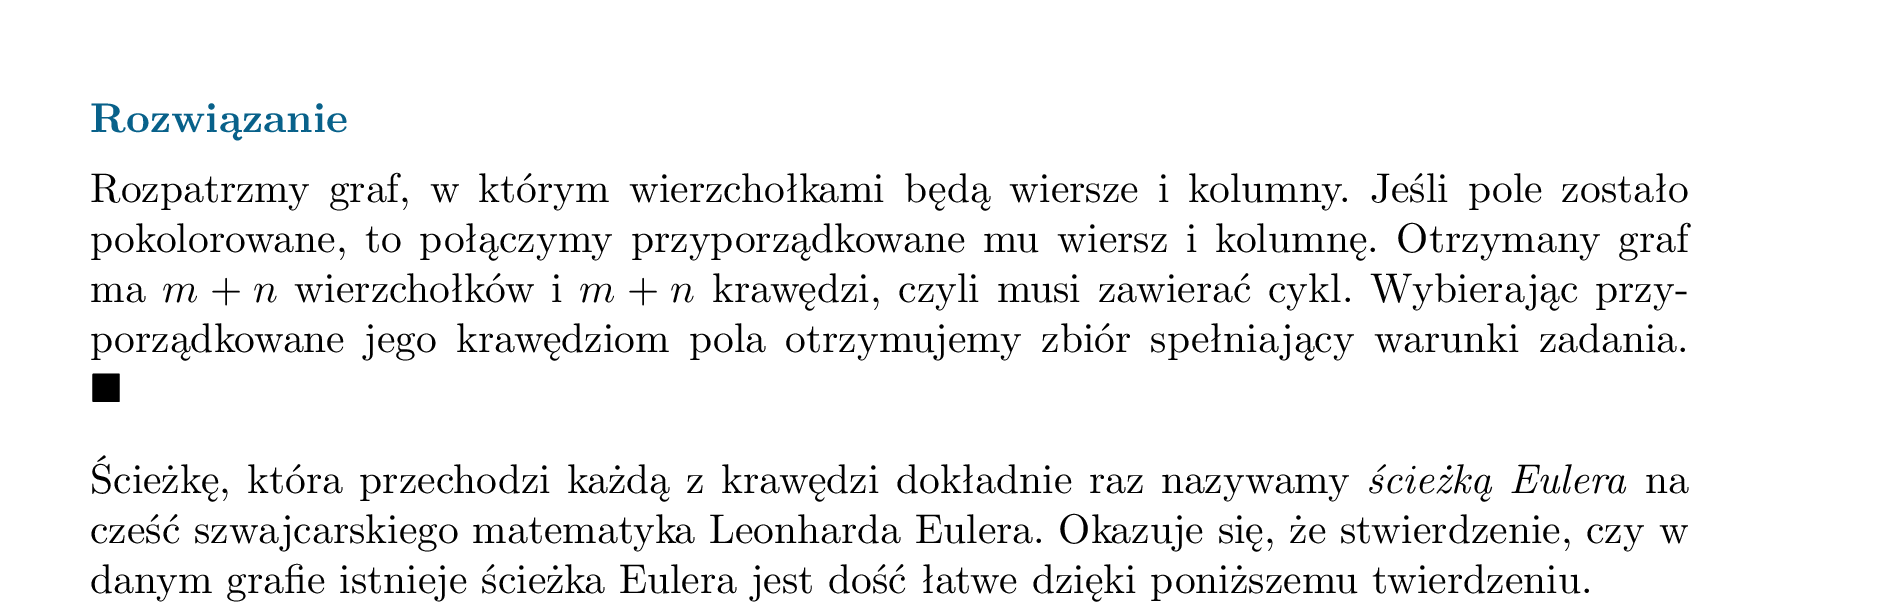 Rozwiązanie
Rozpatrzmy graf, w którym wierzchołkami będą wiersze i kolumny. Jeśli pole zostało
pokolorowane, to połączymy przyporządkowane mu wiersz i kolumnę. Otrzymany graf
ma m + n wierzchołków i m + n krawędzi, czyli musi zawierać cykl. Wybierając przy-
porządkowane jego krawędziom pola otrzymujemy zbiór spełniający warunki zadania.
■
Ścieżkę, która przechodzi każdą z krawędzi dokładnie raz nazywamy ścieżką Eulera na
cześć szwajcarskiego matematyka Leonharda Eulera. Okazuje się, że stwierdzenie, czy w
danym grafie istnieje ścieżka Eulera jest dość łatwe dzięki poniższemu twierdzeniu.